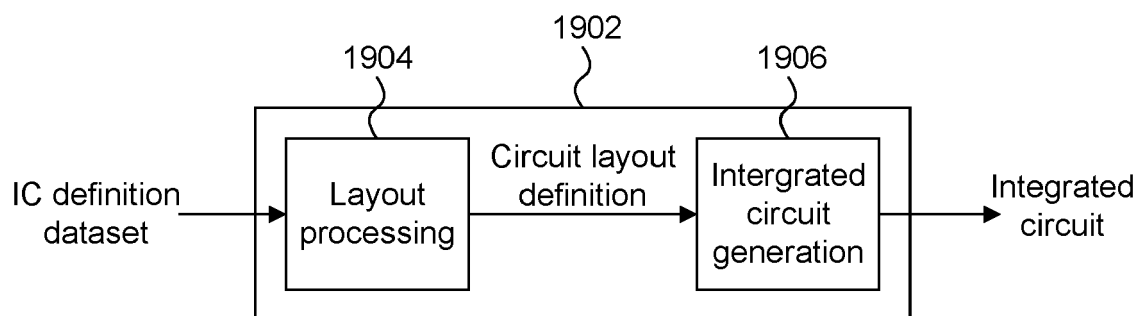 1902
1904
1906
IC definition
dataset
Layout
processing
Circuit layout
definition
Intergrated
circuit
generation
Integrated
circuit